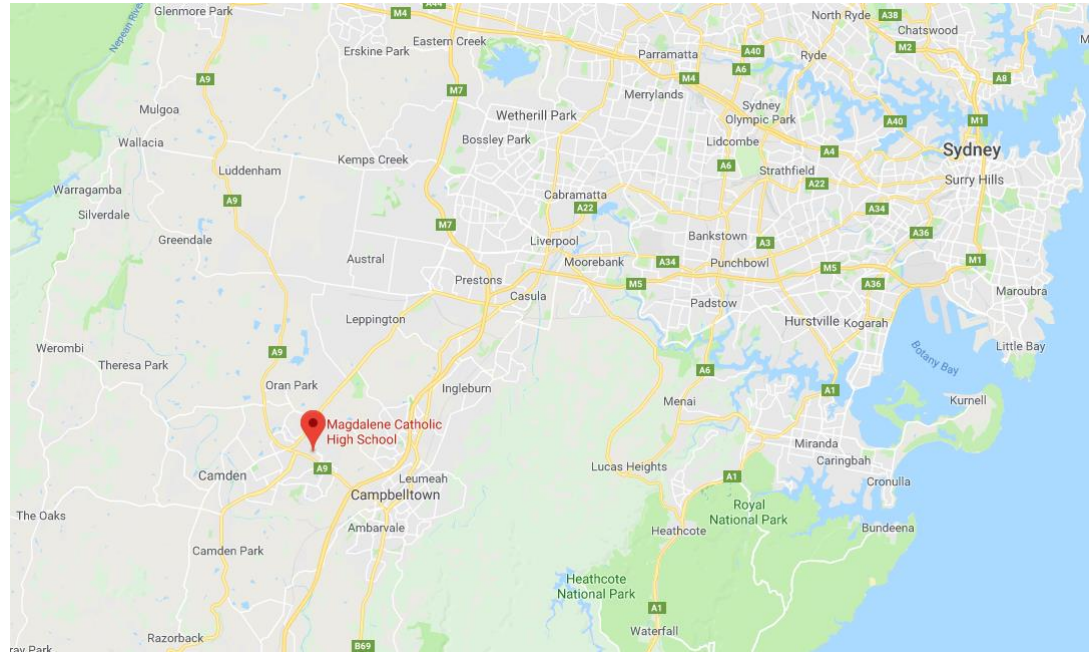 Glenmore Park
M4
A44
North Ryde
A38
Chatswood
Nepean River
Erskine Park
Eastern Creek
Parramatta
A40
Ryde
M2
M4
A6
A8
A9
M7
Mulgoa
Merrylands
Wetherill Park
Sydney
Olympic Park
A40
M1
Wallacia
Bossley Park
Lidcombe
A4
Sydney
Kemps Creek
A6
Strathfield
Luddenham
A22
Surry Hills
Warragamba
A9
Cabramatta
A22
A34
Silverdale
M7
Bankstown
A36
Greendale
Liverpool
A3
Austral
Moorebank
A34
Punchbowl
M5
M1
Prestons
M5
A36
Maroubra
Casula
Padstow
Leppington
Hurstville
Kogarah
Werombi
Little Bay
A9
Botany Bay
Theresa Park
A6
Oran Park
Ingleburn
A1
Menai
Kurnell
Magdalene Catholic
High School
Miranda
A9
Lucas Heights
Caringbah
Camden
Leumeah
A1
Cronulla
Campbelltown
Royal
National Park
The Oaks
Ambarvale
Heathcote
Bundeena
Camden Park
Heathcote
National Park
A1
Razorback
B69
Waterfall